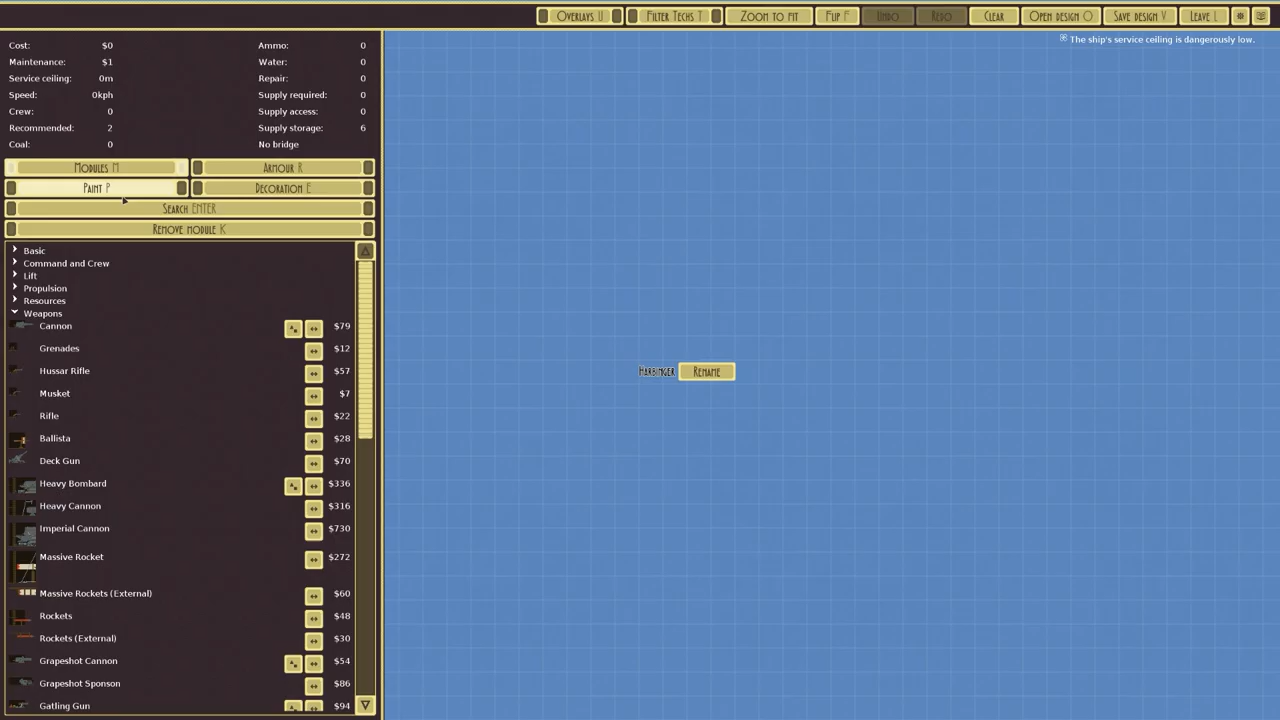 Overlays U
Filter Techs T
Zoom to fit
Flip F
Undo
Redo
Clear
Open design O
Save design V
Leave L
The ship's service ceiling is dangerously low.
Cost: $0
Maintenance: $1
Service ceiling: 0m
Speed: 0kph
Crew: 0
Recommended: 2
Coal: 0
Ammo: 0
Water: 0
Repair: 0
Supply required: 0
Supply access: 0
Supply storage: 6
No bridge
Modules M
Armour R
Paint P
Decoration E
Search ENTER
Remove module K
Basic
Command and Crew
Lift
Propulsion
Resources
Weapons
Cannon $79
Grenades $12
Hussar Rifle $57
Musket $7
Rifle $22
Ballista $28
Deck Gun $70
Heavy Bombard $336
Heavy Cannon $316
Imperial Cannon $730
Massive Rocket $272
Massive Rockets (External) $60
Rockets $48
Rockets (External) $30
Grapeshot Cannon $54
Grapeshot Sponson $86
Gatling Gun $94
Harbinger Rename